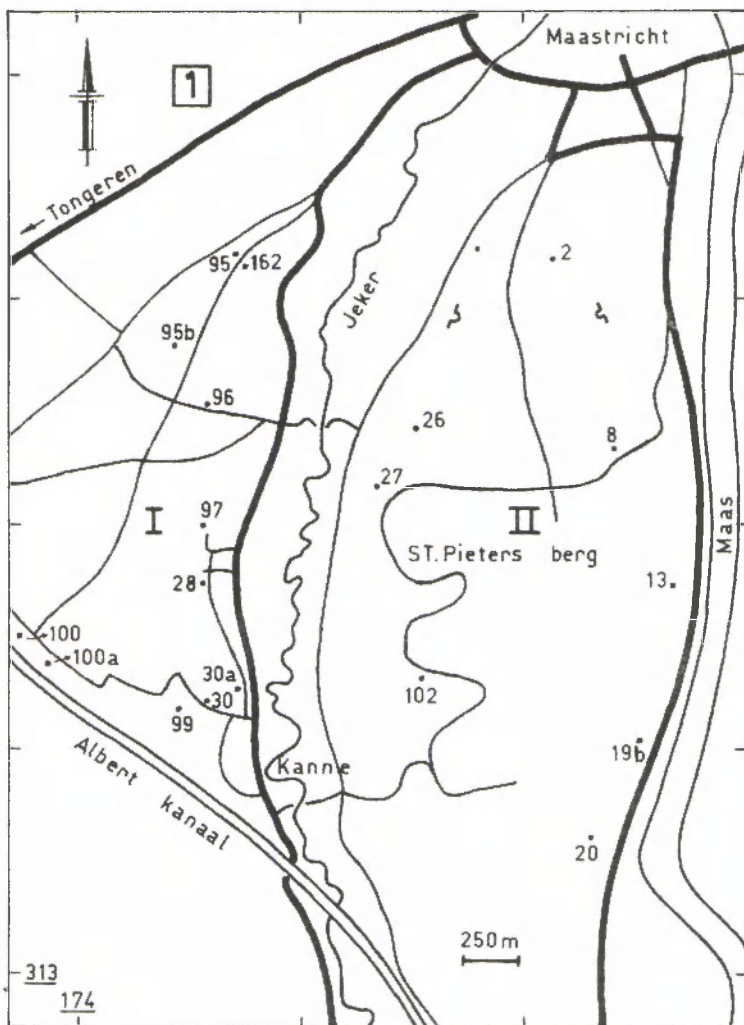 Maastricht
1
← Tongeren
95 162
2
Jeker
95b
96
26
8
27
97
I
II
Maas
ST. Pieters berg
28
13
100
100a
30a
30
102
99
19b
Kanne
Albert kanaal
20
250m
313
174